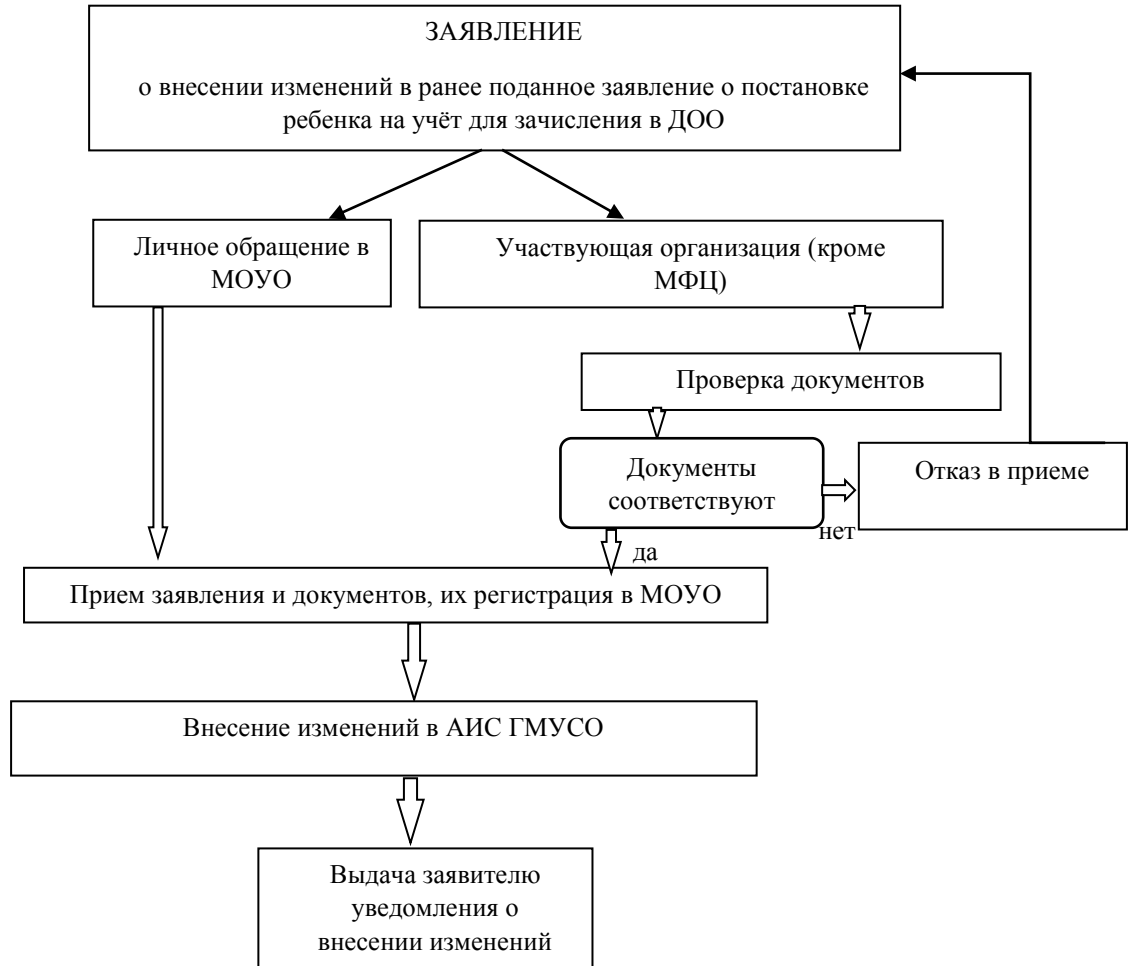 ЗАЯВЛЕНИЕ
о внесении изменений в ранее поданное заявление о постановке
ребенка на учёт для зачисления в ДОО
Личное обращение в
МОУО
Участвующая организация (кроме
МФЦ)
Проверка документов
Документы
соответствуют
Отказ в приеме
нет
да
Прием заявления и документов, их регистрация в МОУО
Внесение изменений в АИС ГМУСО
Выдача заявителю
уведомления о
внесении изменений